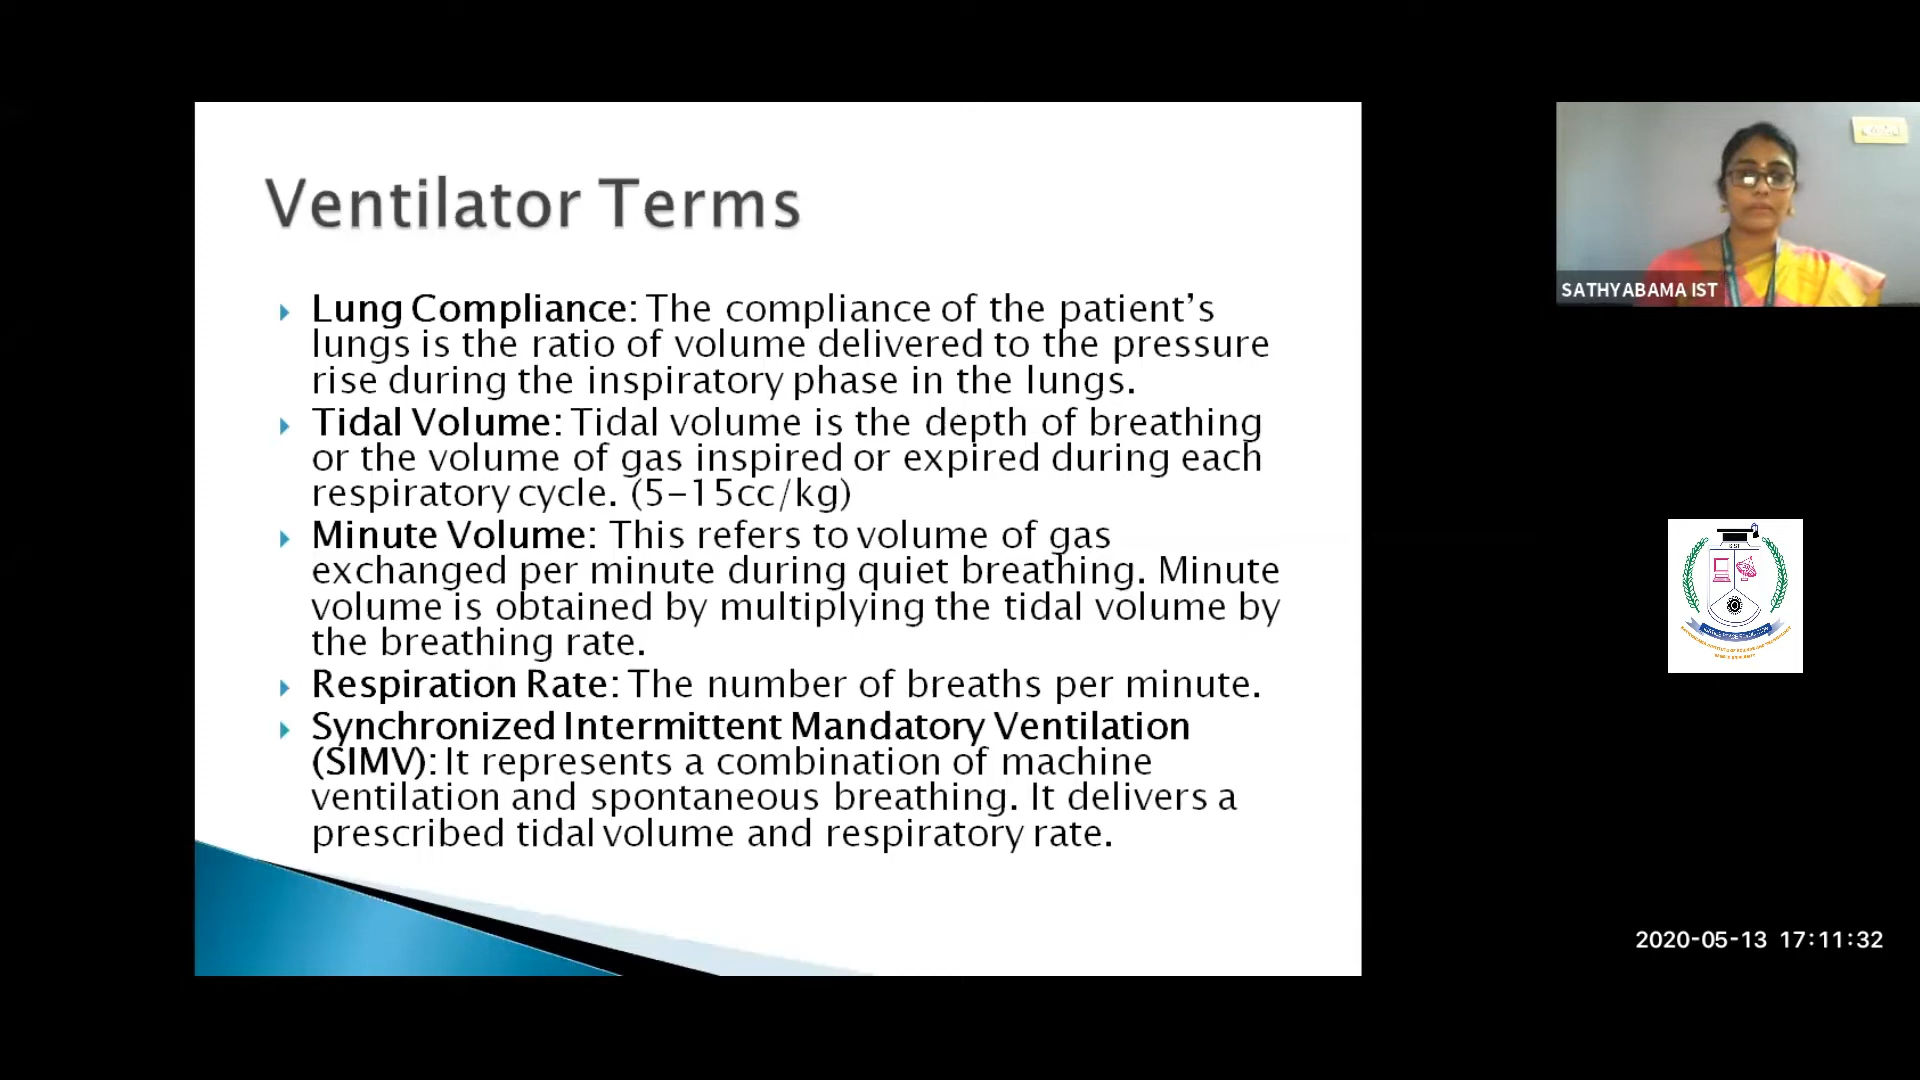 Ventilator Terms
Lung Compliance: The compliance of the patient’s
lungs is the ratio of volume delivered to the pressure
rise during the inspiratory phase in the lungs.
Tidal Volume: Tidal volume is the depth of breathing
or the volume of gas inspired or expired during each
respiratory cycle. (5-15cc/kg)
Minute Volume: This refers to volume of gas
exchanged per minute during quiet breathing. Minute
volume is obtained by multiplying the tidal volume by
the breathing rate.
Respiration Rate: The number of breaths per minute.
Synchronized Intermittent Mandatory Ventilation
(SIMV): It represents a combination of machine
ventilation and spontaneous breathing. It delivers a
prescribed tidal volume and respiratory rate.
SATHYABAMA IST
2020-05-13 17:11:32